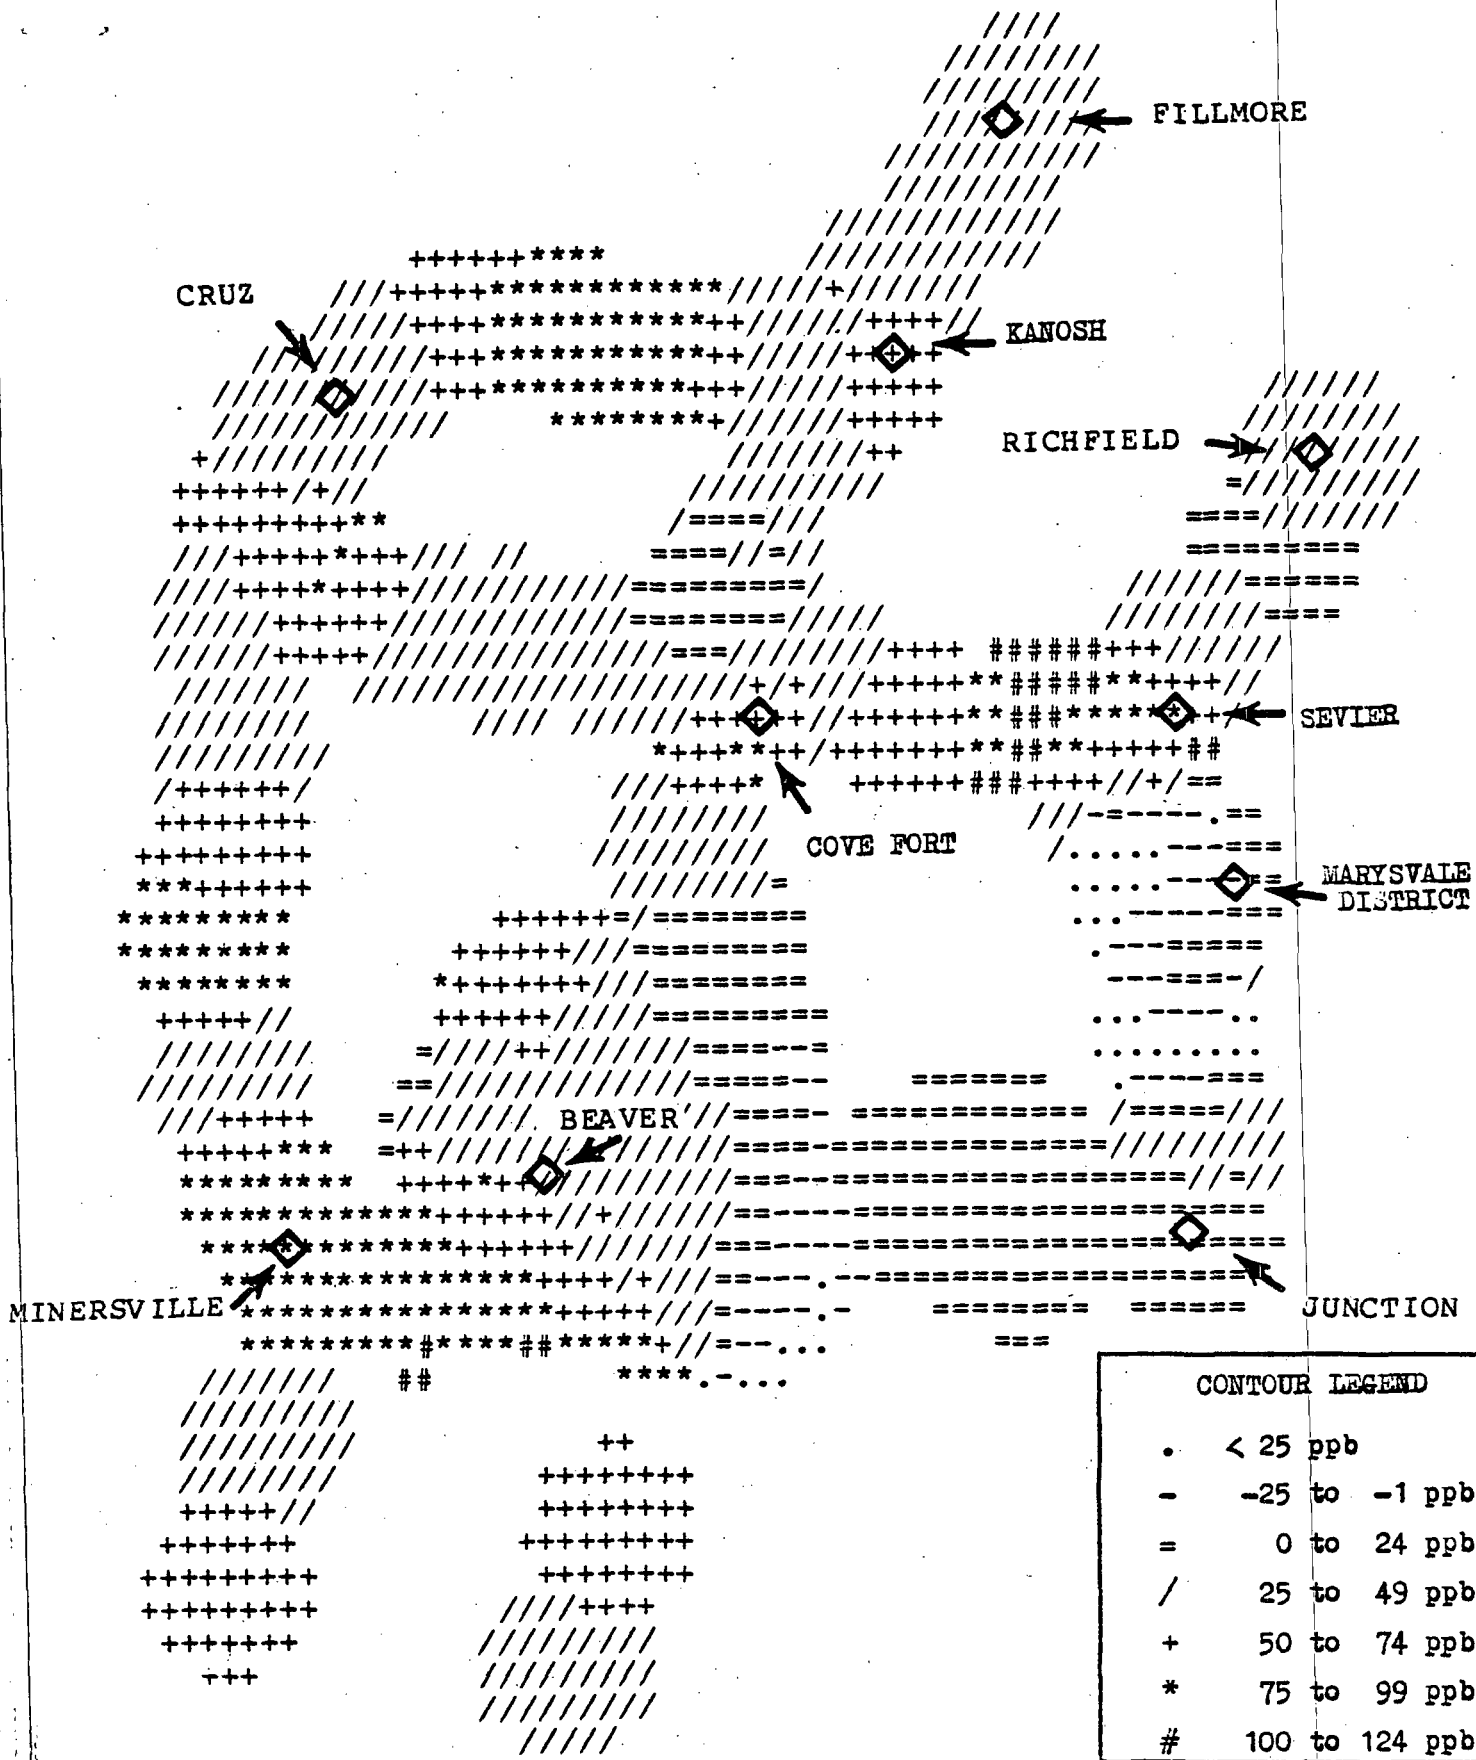 FILLMORE
CRUZ
KANOSH
RICHFIELD
SEVIER
COVE FORT
MARYSVALE
DISTRICT
BEAVER
MINERSVILLE
JUNCTION
CONTOUR LEGEND
. < 25 ppb
- -25 to -1 ppb
= 0 to 24 ppb
/ 25 to 49 ppb
+ 50 to 74 ppb
* 75 to 99 ppb
# 100 to 124 ppb